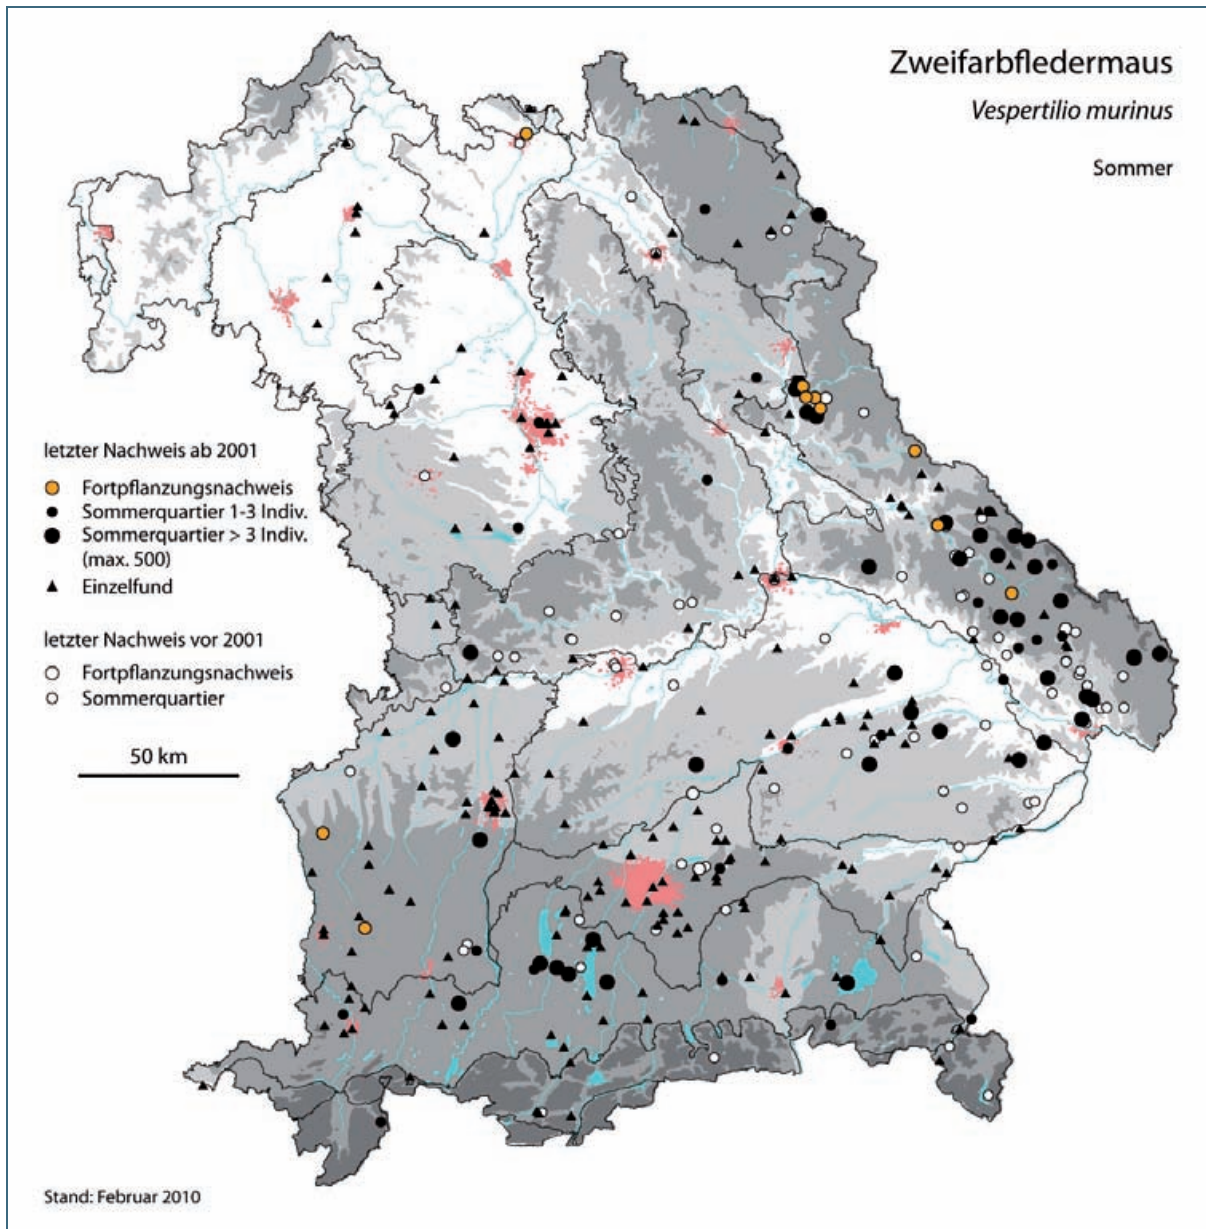 Zweifarbfledermaus
Vespertilio murinus
Sommer
letzter Nachweis ab 2001
Fortpflanzungsnachweis
Sommerquartier 1-3 Indiv.
Sommerquartier > 3 Indiv.
(max. 500)
Einzelfund
letzter Nachweis vor 2001
Fortpflanzungsnachweis
Sommerquartier
50 km
Stand: Februar 2010